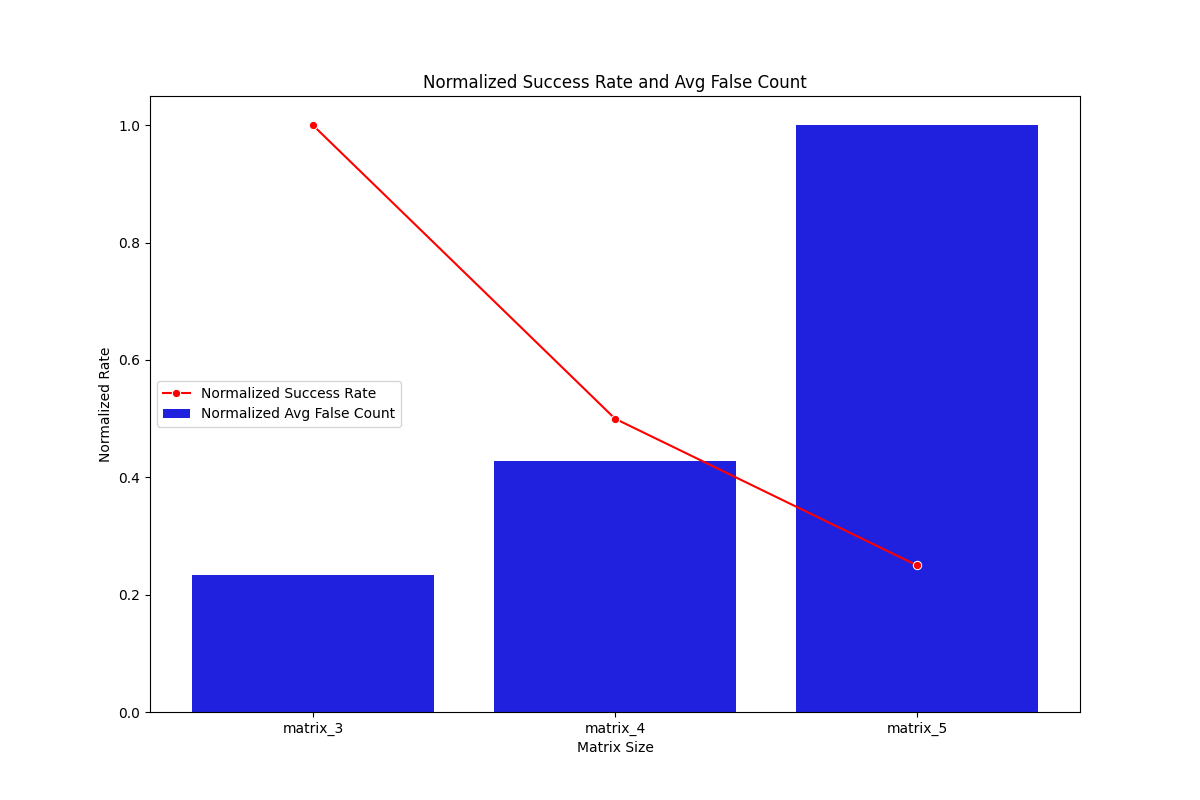 Normalized Success Rate and Avg False Count
1.0
0.8
0.6
0.4
0.2
0.0
Normalized Rate
Normalized Success Rate
Normalized Avg False Count
matrix_3
matrix_4
matrix_5
Matrix Size